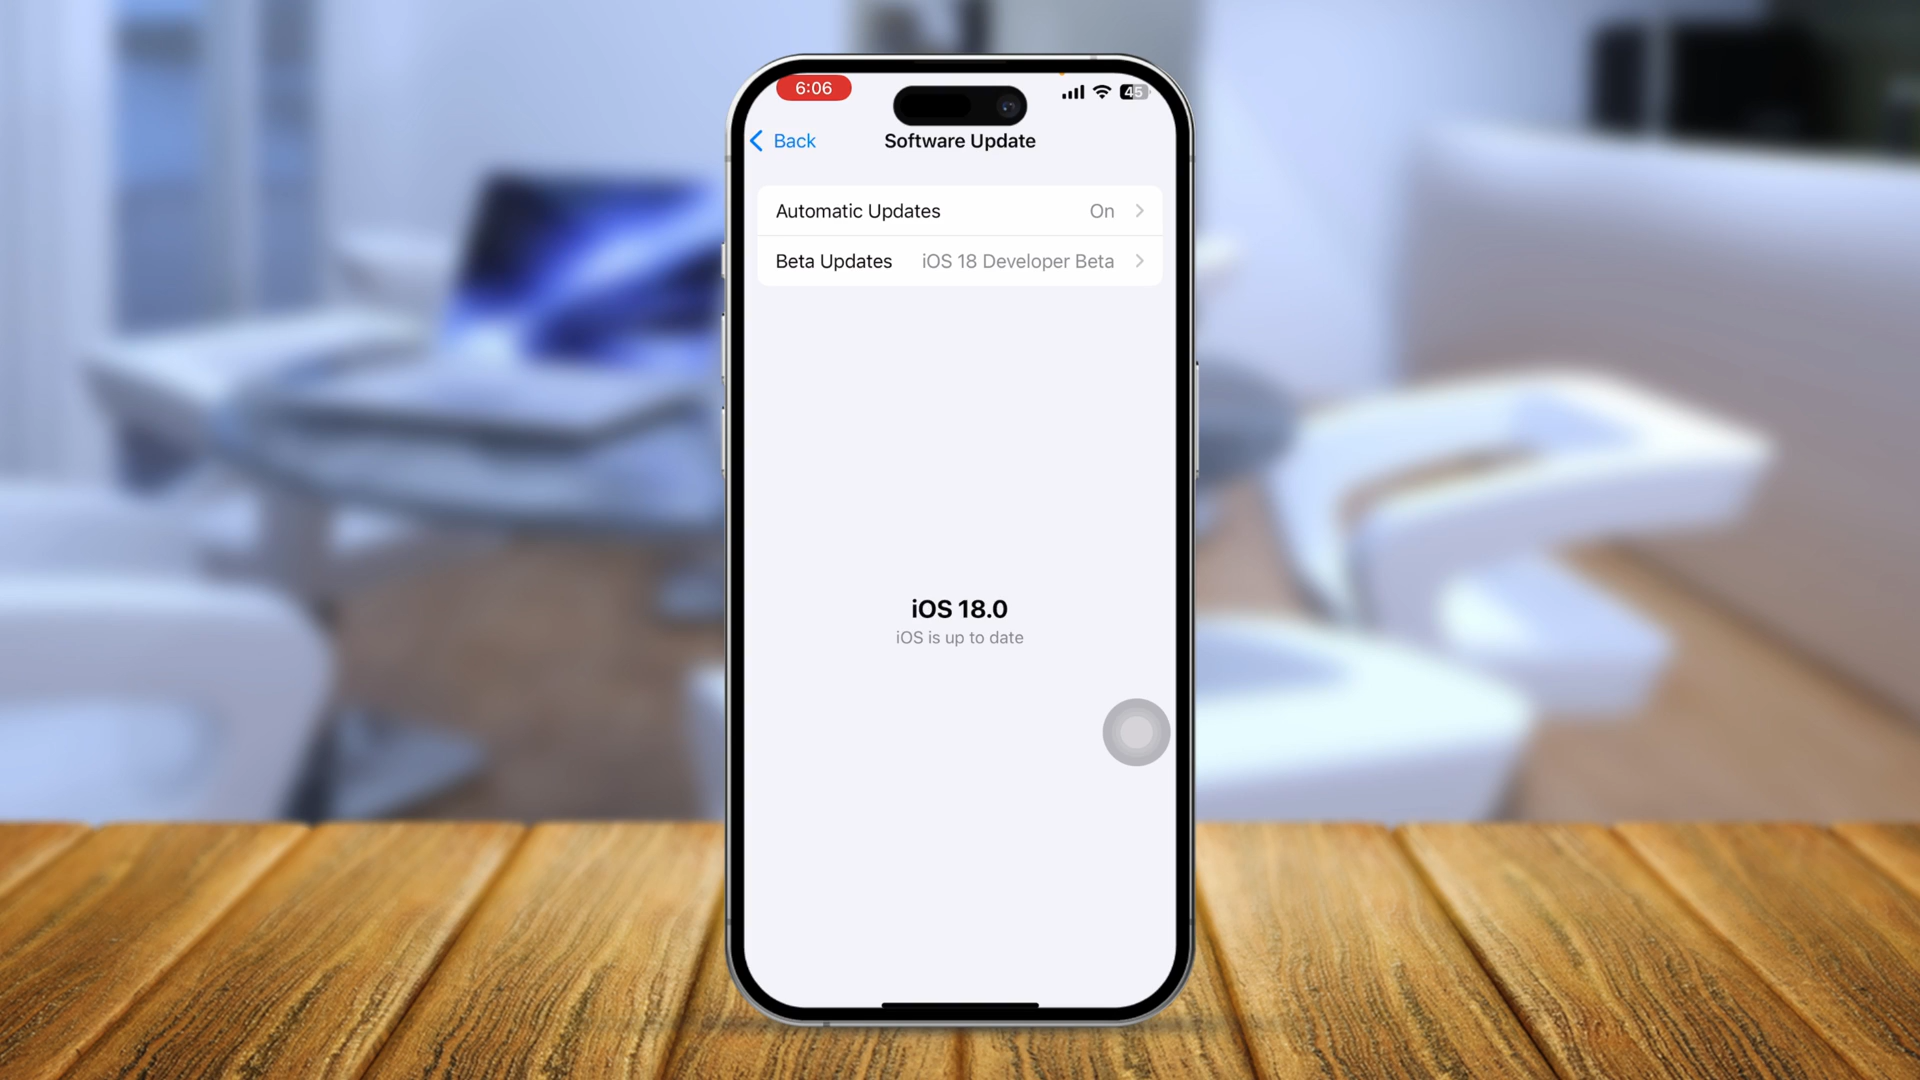 6:06
45
Back
Software Update
Automatic Updates On
Beta Updates iOS 18 Developer Beta
iOS 18.0
iOS is up to date